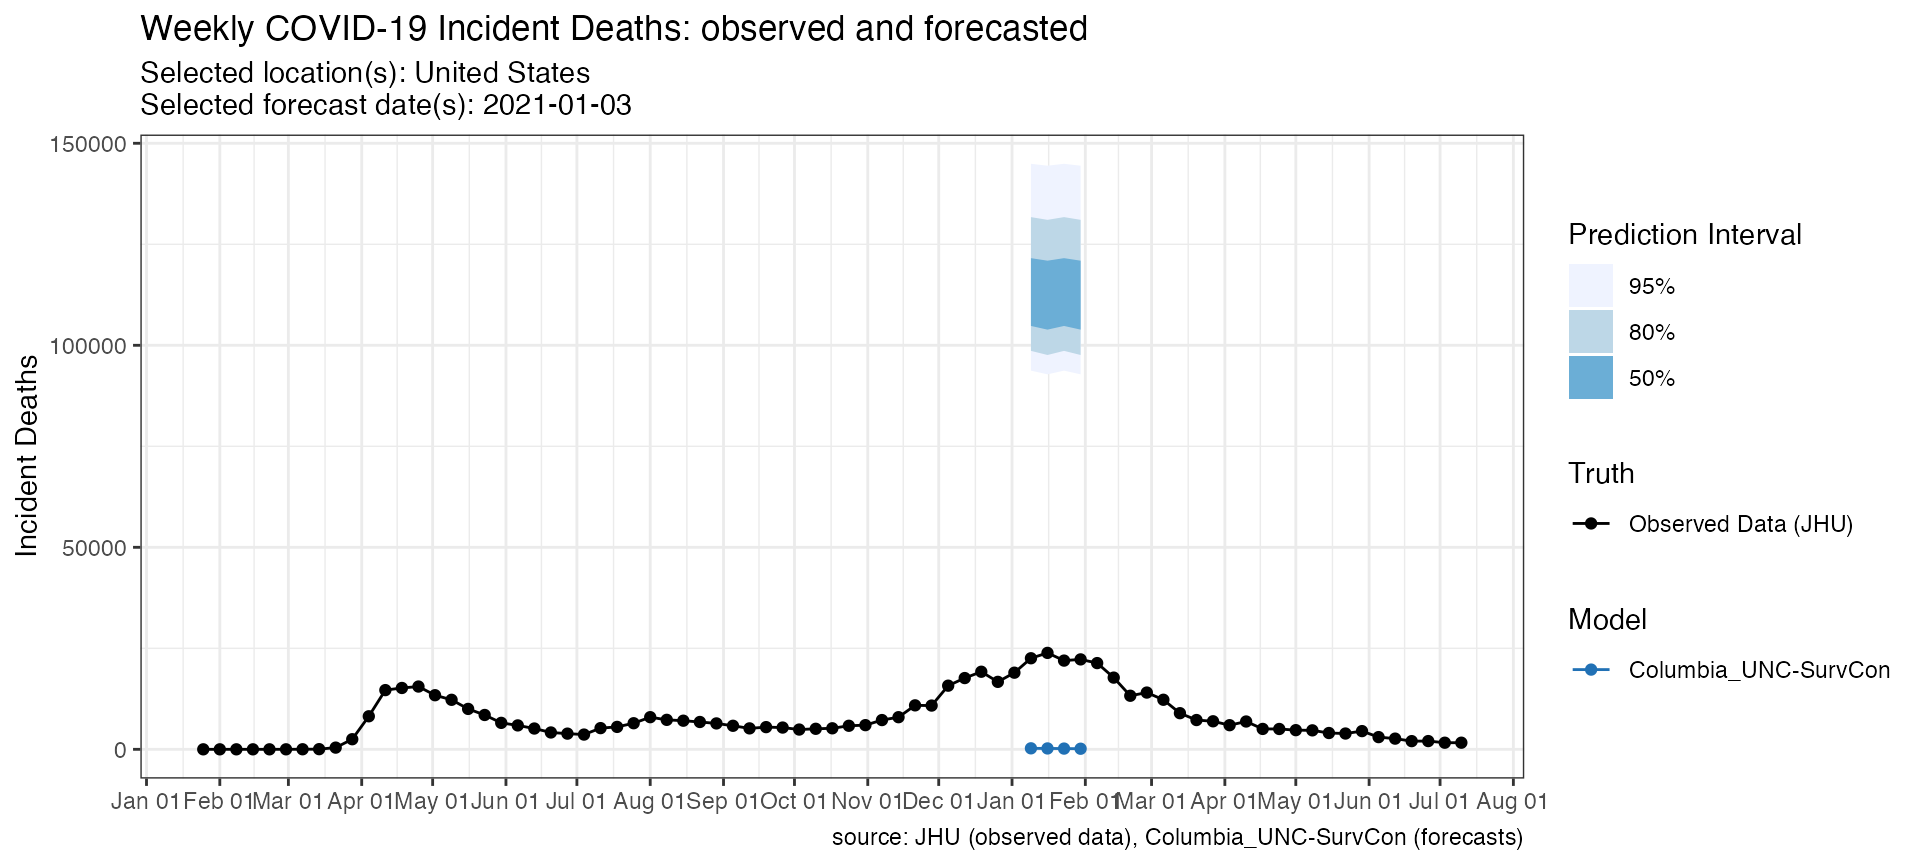 Weekly COVID-19 Incident Deaths: observed and forecasted
Selected location(s): United States
Selected forecast date(s): 2021-01-03
Incident Deaths
150000
100000
50000
0
Jan 01 Feb 01 Mar 01 Apr 01 May 01 Jun 01 Jul 01 Aug 01 Sep 01 Oct 01 Nov 01 Dec 01 Jan 01 Feb 01 Mar 01 Apr 01 May 01 Jun 01 Jul 01 Aug 01
Prediction Interval
95%
80%
50%
Truth
Observed Data (JHU)
Model
Columbia_UNC-SurvCon
source: JHU (observed data), Columbia_UNC-SurvCon (forecasts)